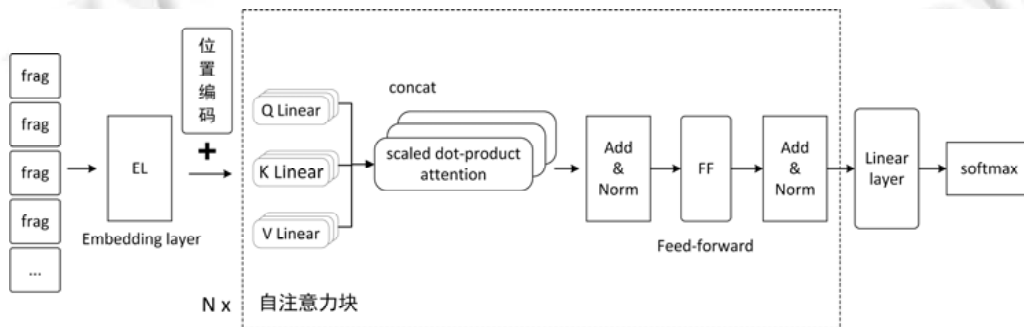 frag
frag
frag
frag
...
EL
Embedding layer
位
置
编
码
+
N x
自注意力块
Q Linear
K Linear
V Linear
concat
scaled dot-product
attention
Add
&
Norm
FF
Feed-forward
Add
&
Norm
Linear
layer
softmax